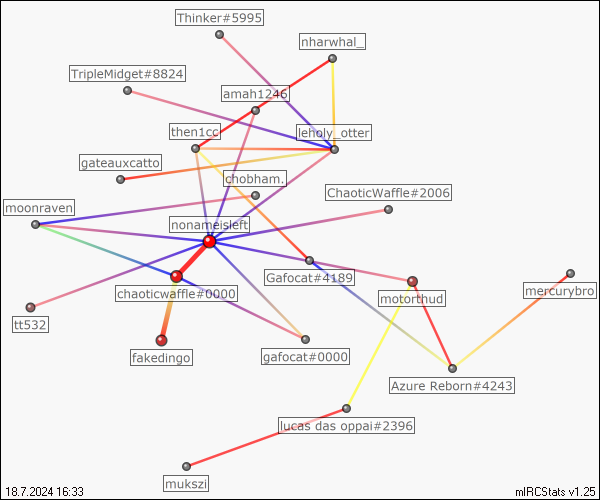 Thinker#5995
nharwhal_
TripleMidget#8824
amah1246
then1cc
leholy_otter
gateauxcatto
chobham.
ChaoticWaffle#2006
moonraven
nonameisleft
Gafocat#4189
chaoticwaffle#0000
motorthud
mercurybro
tt532
fakedingo
gafocat#0000
Azure Reborn#4243
lucas das oppai#2396
mukszi
18.7.2024 16:33
mIRCStats v1.25